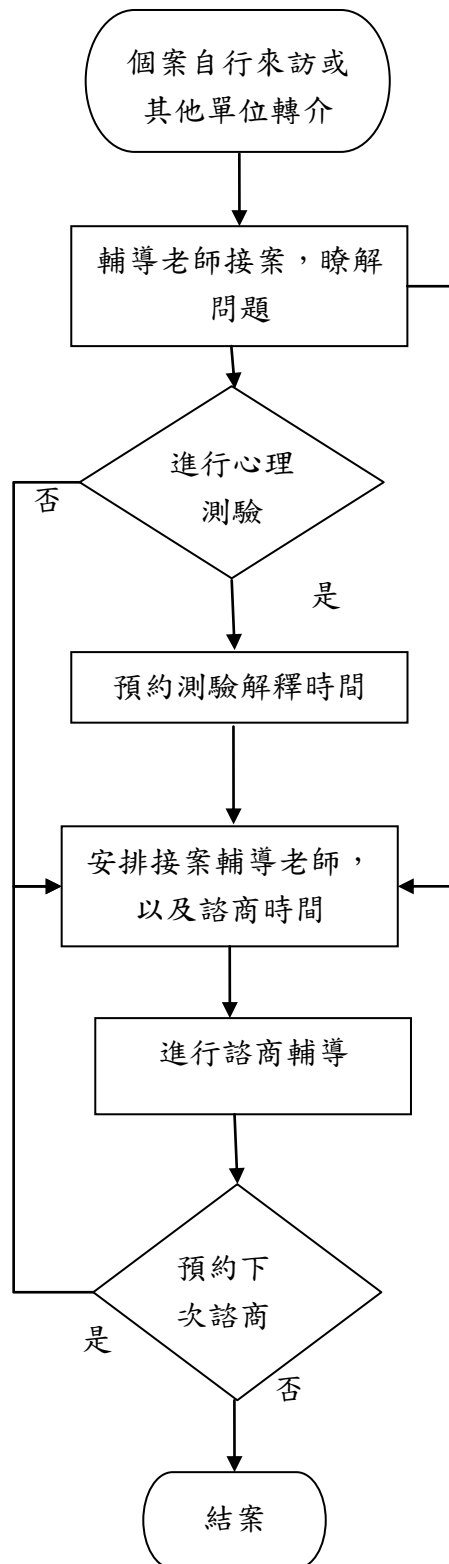 個案自行來訪或
其他單位轉介
輔導老師接案，瞭解
問題
進行心理
測驗
否
是
預約測驗解釋時間
安排接案輔導老師，
以及諮商時間
進行諮商輔導
預約下
次諮商
是
否
結案